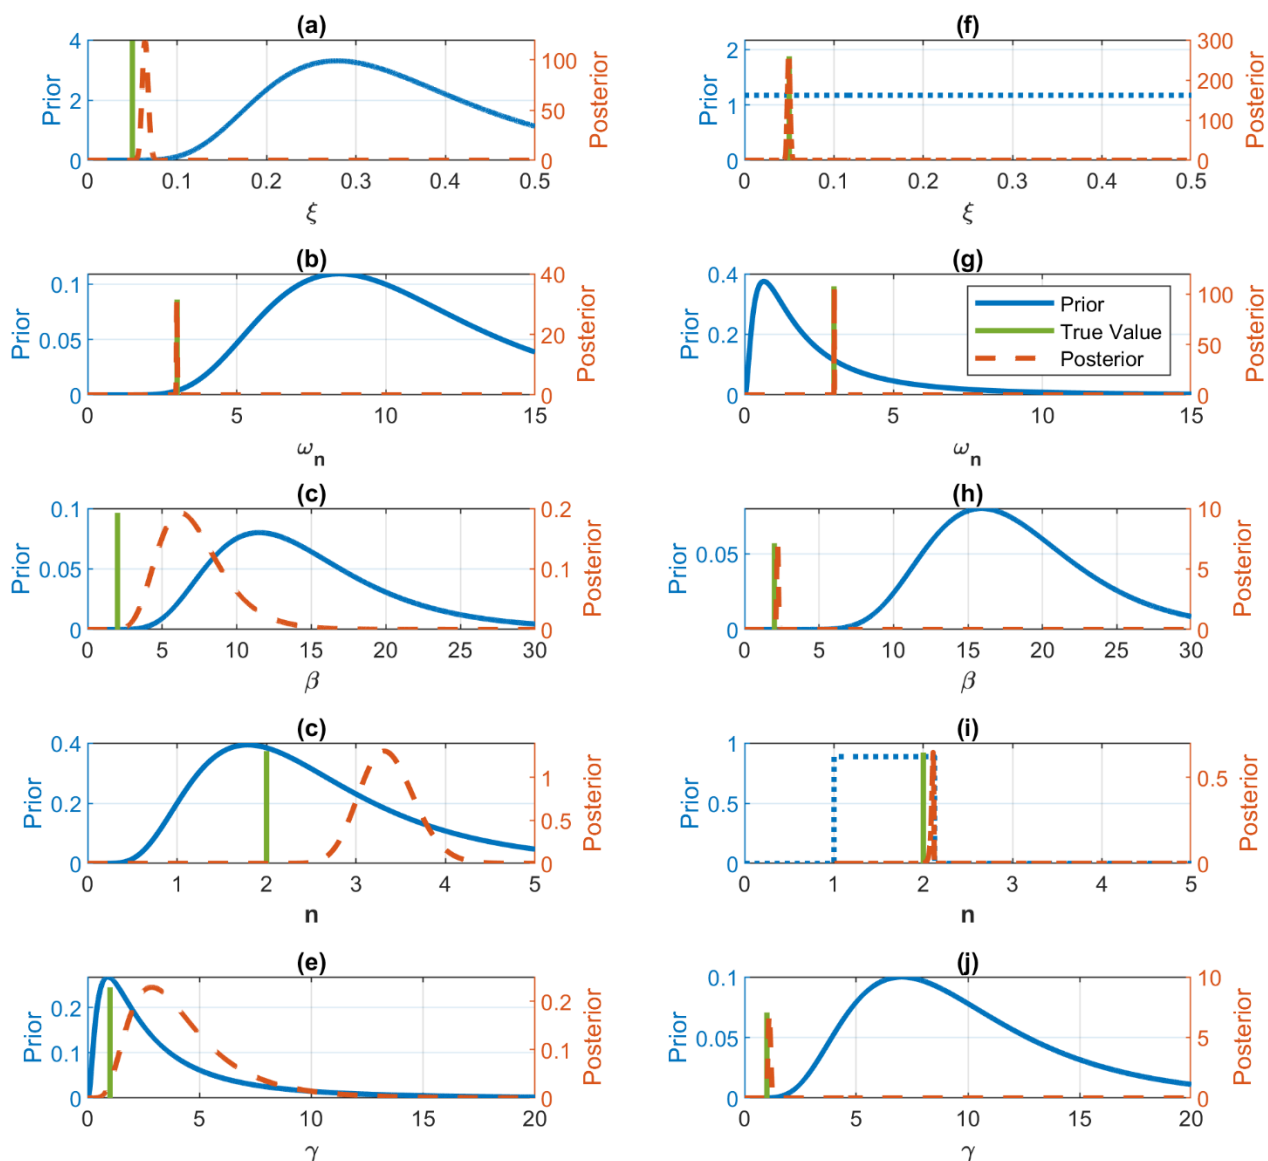 (a)
4
2
0
Prior
100
50
0
Posterior
0 0.1 0.2 0.3 0.4 0.5
ξ
(f)
2
1
0
Prior
300
200
100
0
Posterior
0 0.1 0.2 0.3 0.4 0.5
ξ
(b)
0.1
0.05
0
Prior
40
20
0
Posterior
0 5 10 15
ωn
(g)
0.4
0.2
0
Prior
100
50
0
Posterior
Prior
True Value
Posterior
0 5 10 15
ωn
(c)
0.1
0.05
0
Prior
0.2
0.1
0
Posterior
0 5 10 15 20 25 30
β
(h)
0.05
0
Prior
10
5
0
Posterior
0 5 10 15 20 25 30
β
(c)
0.4
0.2
0
Prior
1
0.5
0
Posterior
0 1 2 3 4 5
n
(i)
1
0.5
0
Prior
0.5
0
Posterior
0 1 2 3 4 5
n
(e)
0.2
0.1
0
Prior
0.2
0.1
0
Posterior
0 5 10 15 20
γ
(j)
0.1
0.05
0
Prior
10
5
0
Posterior
0 5 10 15 20
γ